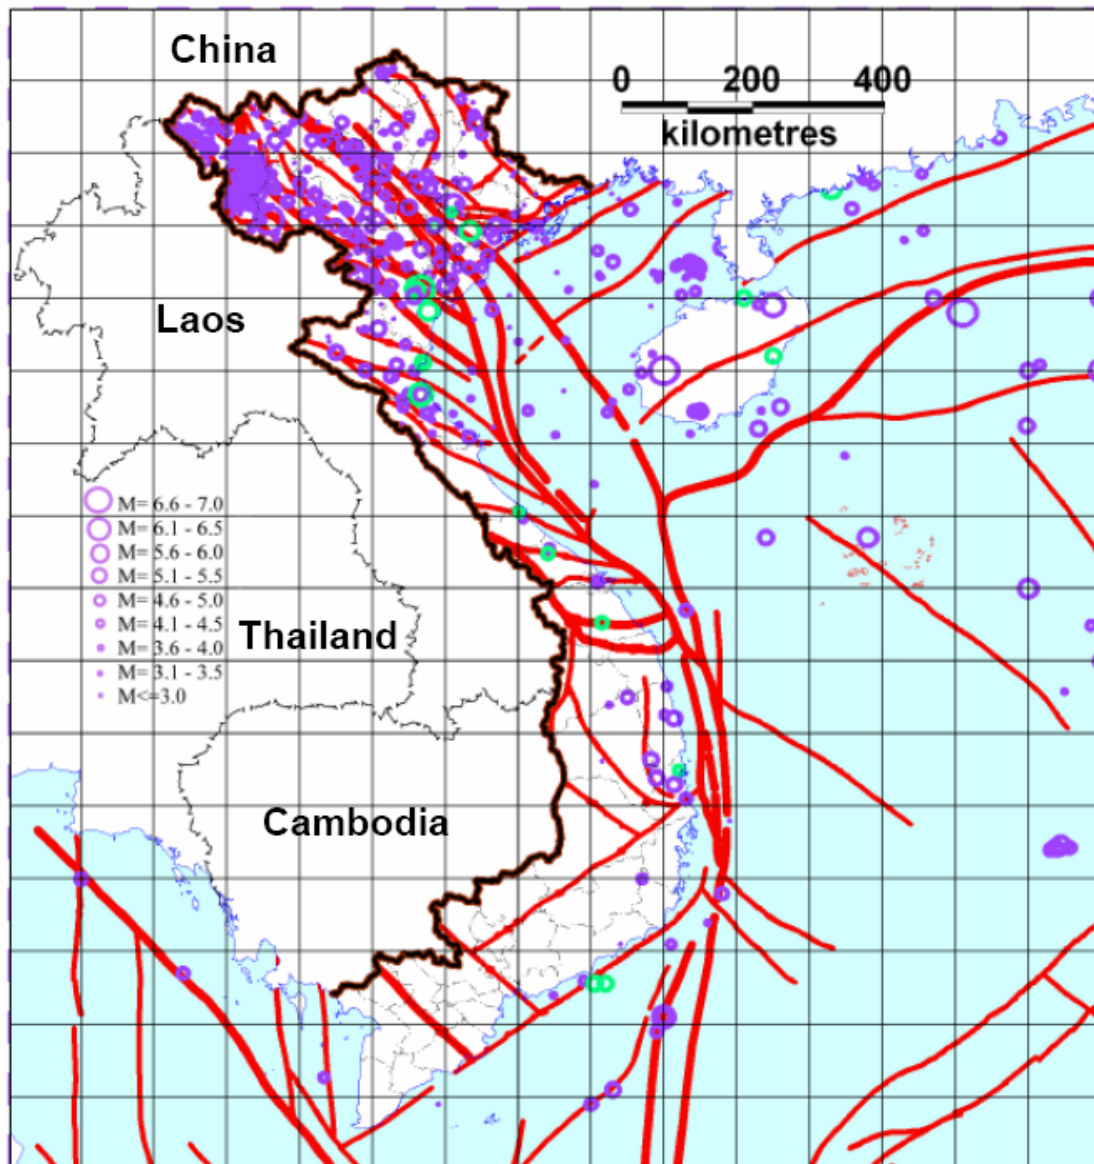 China
0 200 400
kilometres
Laos
M= 6.6 - 7.0
M= 6.1 - 6.5
M= 5.6 - 6.0
M= 5.1 - 5.5
M= 4.6 - 5.0
M= 4.1 - 4.5
M= 3.6 - 4.0
M= 3.1 - 3.5
M<=3.0
Thailand
Cambodia